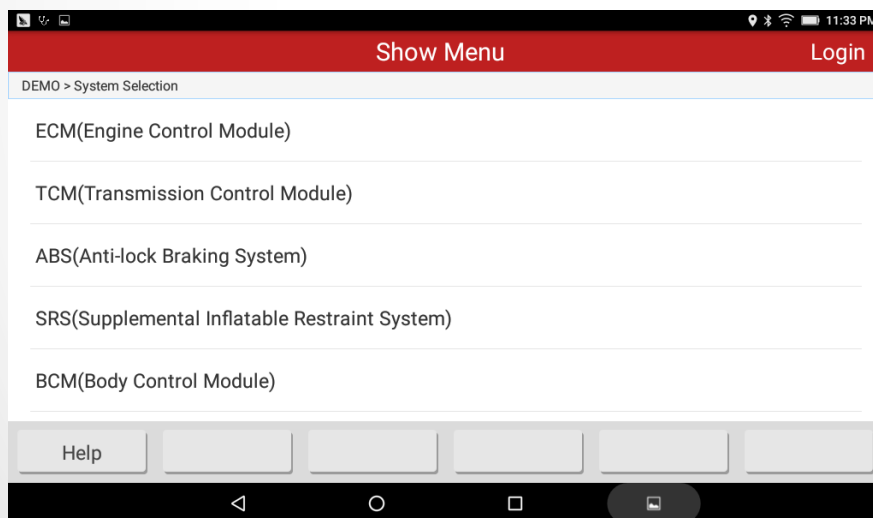 11:33 PM
Show Menu
Login
DEMO > System Selection
ECM(Engine Control Module)
TCM(Transmission Control Module)
ABS(Anti-lock Braking System)
SRS(Supplemental Inflatable Restraint System)
BCM(Body Control Module)
Help